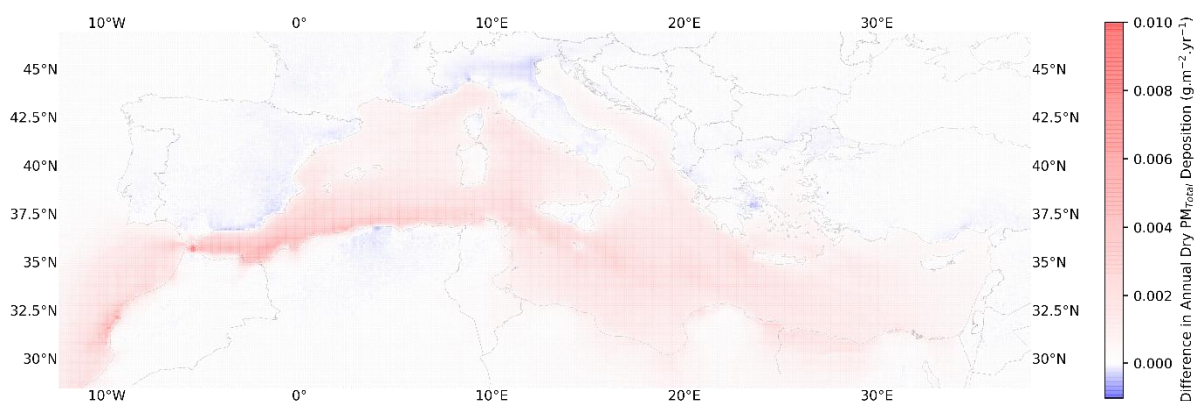 10°W 0° 10°E 20°E 30°E
45°N 45°N
42.5°N 42.5°N
40°N 40°N
37.5°N 37.5°N
35°N 35°N
32.5°N 32.5°N
30°N 30°N
10°W 0° 10°E 20°E 30°E
0.010
0.008
0.006
0.004
0.002
0.000
Difference in Annual Dry PM_Total Deposition (g.m⁻².yr⁻¹)